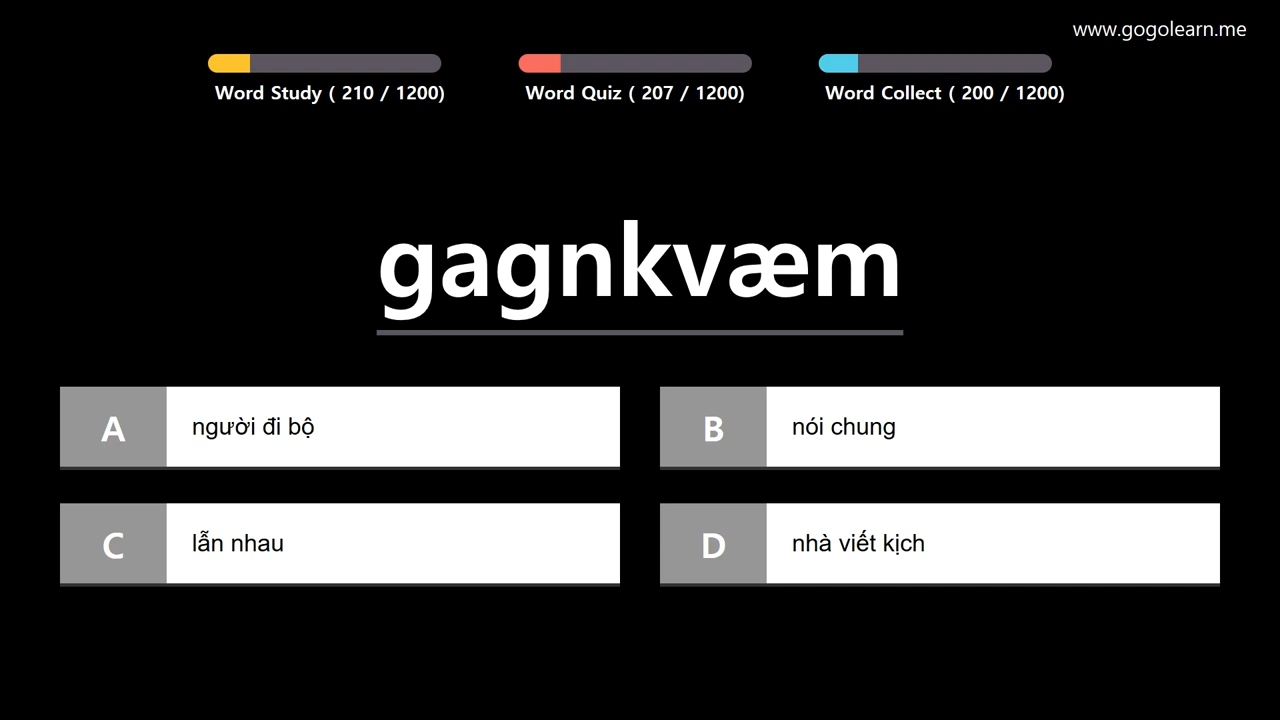 www.gogolearn.me
Word Study ( 210 / 1200)
Word Quiz ( 207 / 1200)
Word Collect ( 200 / 1200)
gagnkvæm
A người đi bộ
B nói chung
C lẫn nhau
D nhà viết kịch